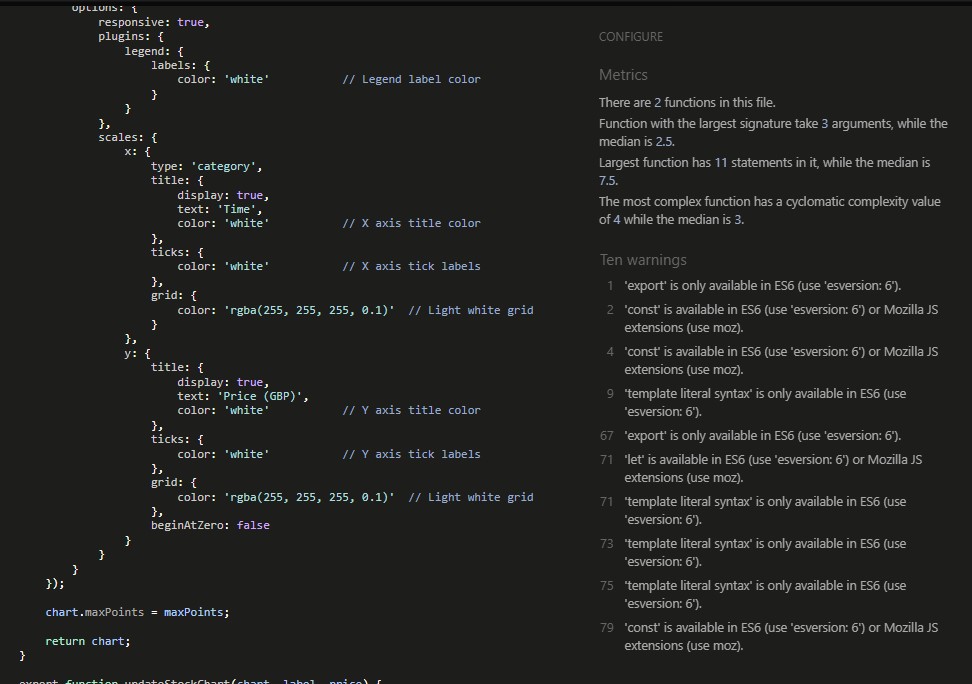 options: {
responsive: true,
plugins: {
legend: {
labels: {
color: 'white' // Legend label color
}
}
},
scales: {
x: {
type: 'category',
title: {
display: true,
text: 'Time',
color: 'white' // X axis title color
},
ticks: {
color: 'white' // X axis tick labels
},
grid: {
color: 'rgba(255, 255, 255, 0.1)' // Light white grid
}
},
y: {
title: {
display: true,
text: 'Price (GBP)',
color: 'white' // Y axis title color
},
ticks: {
color: 'white' // Y axis tick labels
},
grid: {
color: 'rgba(255, 255, 255, 0.1)' // Light white grid
},
beginAtZero: false
}
}
}
});
chart.maxPoints = maxPoints;
return chart;
}
export function updateStockChart(chart, label, price) {
CONFIGURE
Metrics
There are 2 functions in this file.
Function with the largest signature take 3 arguments, while the
median is 2.5.
Largest function has 11 statements in it, while the median is
7.5.
The most complex function has a cyclomatic complexity value
of 4 while the median is 3.
Ten warnings
1 'export' is only available in ES6 (use 'esversion: 6').
2 'const' is available in ES6 (use 'esversion: 6') or Mozilla JS
extensions (use moz).
4 'const' is available in ES6 (use 'esversion: 6') or Mozilla JS
extensions (use moz).
9 'template literal syntax' is only available in ES6 (use
'esversion: 6').
67 'export' is only available in ES6 (use 'esversion: 6').
71 'let' is available in ES6 (use 'esversion: 6') or Mozilla JS
extensions (use moz).
71 'template literal syntax' is only available in ES6 (use
'esversion: 6').
73 'template literal syntax' is only available in ES6 (use
'esversion: 6').
75 'template literal syntax' is only available in ES6 (use
'esversion: 6').
79 'const' is available in ES6 (use 'esversion: 6') or Mozilla JS
extensions (use moz).